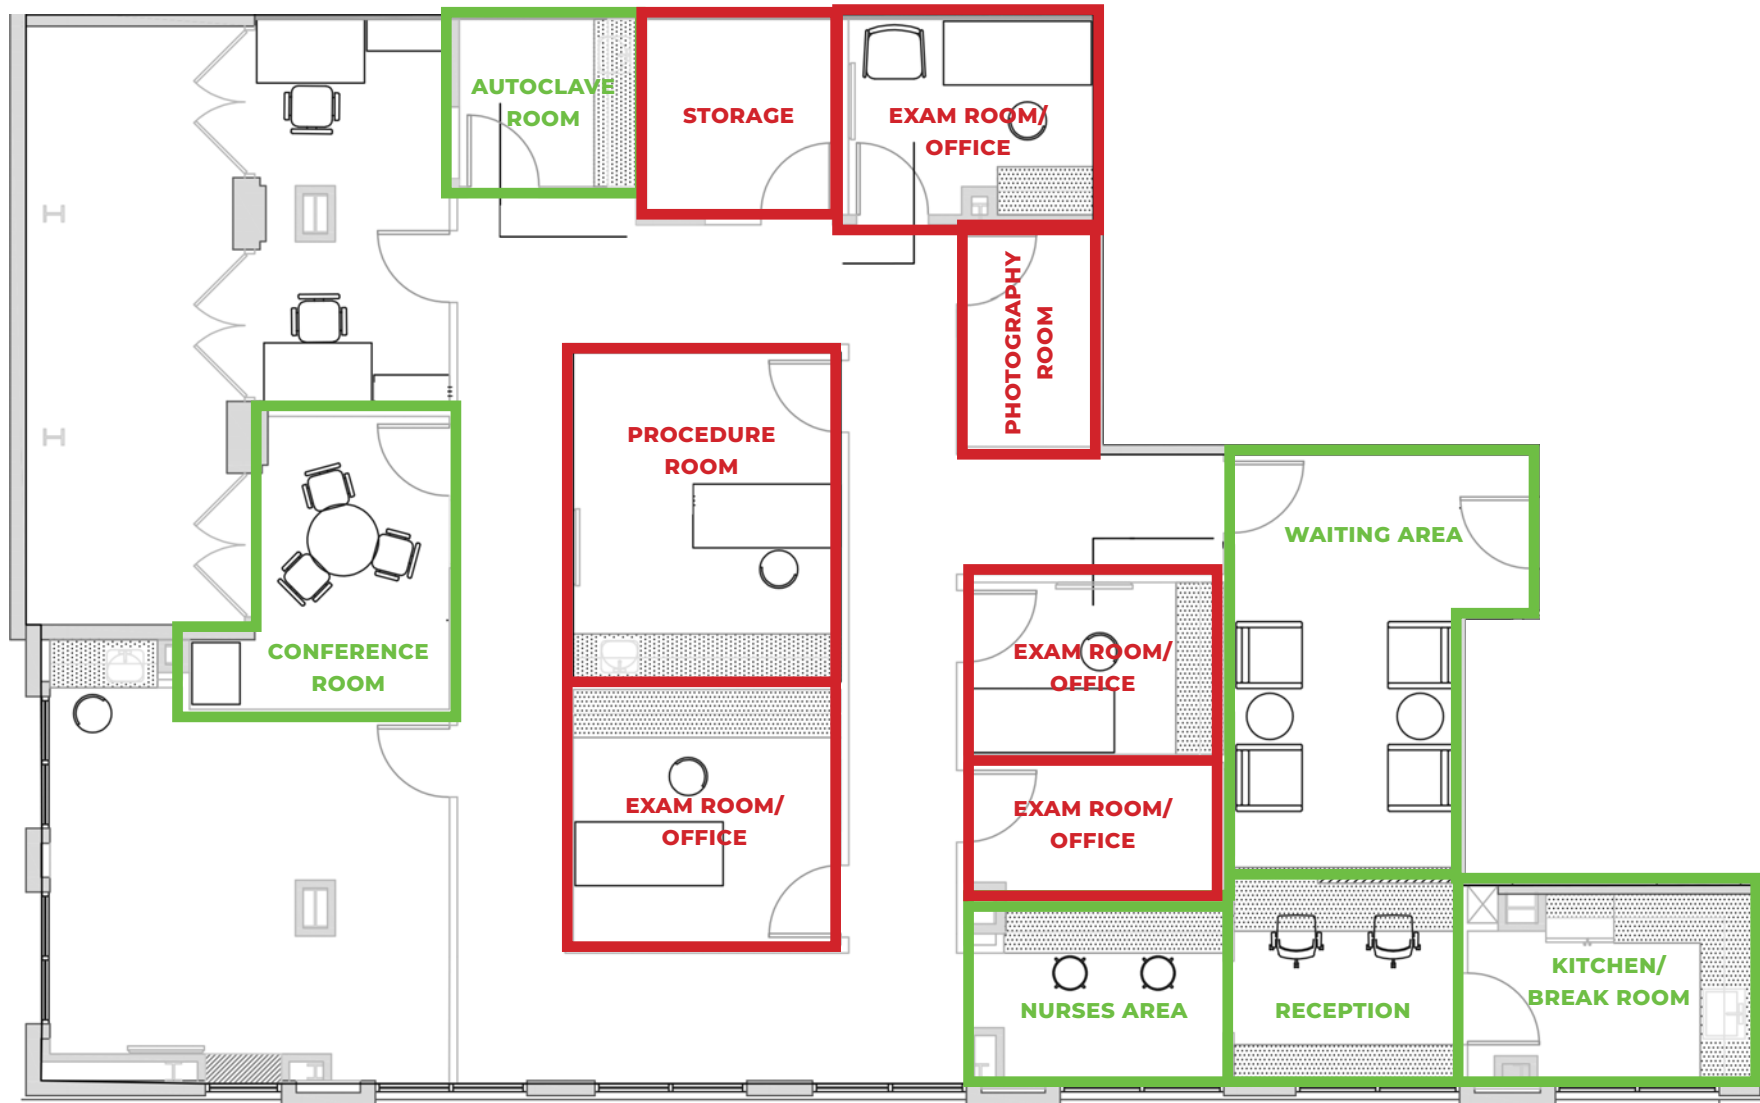 AUTOCLAVE
ROOM
STORAGE
EXAM ROOM/
OFFICE
PHOTOGRAPHY
ROOM
PROCEDURE
ROOM
WAITING AREA
CONFERENCE
ROOM
EXAM ROOM/
OFFICE
EXAM ROOM/
OFFICE
EXAM ROOM/
OFFICE
NURSES AREA
RECEPTION
KITCHEN/
BREAK ROOM